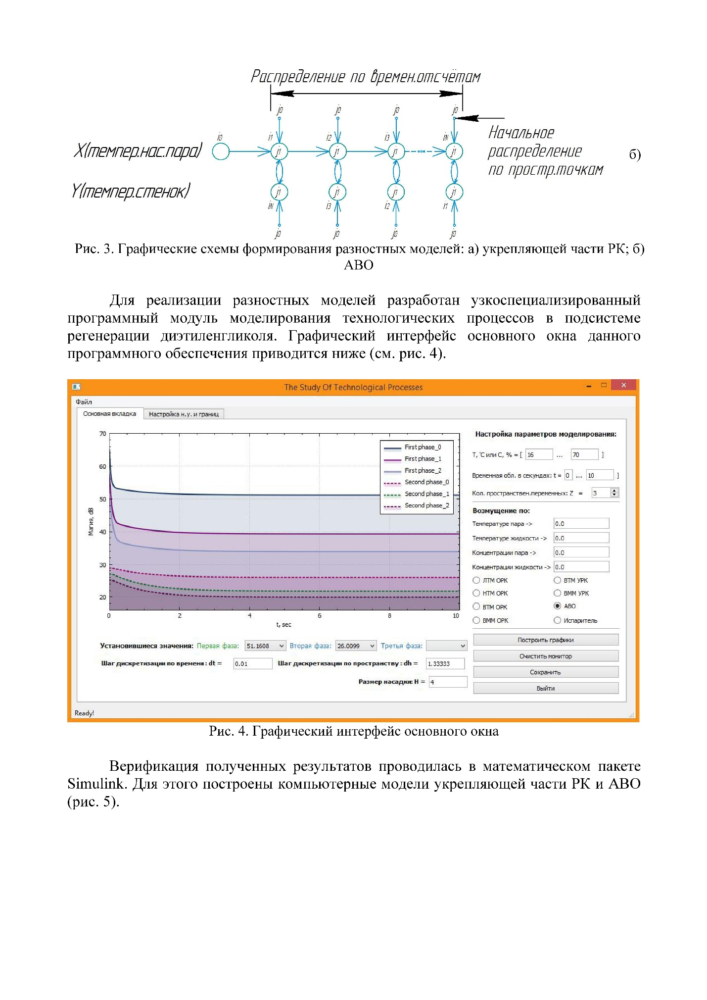 Распределение по времен.отсчётам
j0 j0 j0 j0
i0 i1 i2 i3 iN
Начальное
распределение
по простр.точкам
X(темпер.нас.пара)
j1 j1 j1 j1
б)
Y(темпер.стенок)
j1 j1 j1 j1
iN i3 i2 i1
j0 j0 j0 j0
Рис. 3. Графические схемы формирования разностных моделей: а) укрепляющей части РК; б)
АВО
Для реализации разностных моделей разработан узкоспециализированный
программный модуль моделирования технологических процессов в подсистеме
регенерации диэтиленгликоля. Графический интерфейс основного окна данного
программного обеспечения приводится ниже (см. рис. 4).
The Study Of Technological Processes
Файл
Основная вкладка
Настройка н.у. и границ
70
60
50
40
30
20
Магия, dB
0 2 4 6 8 10
t, sec
First phase_0
First phase_1
First phase_2
Second phase_0
Second phase_1
Second phase_2
Настройка параметров моделирования:
T, 'C или C, % = [ 16 ... 70 ]
Временная обл. в секундах: t = 0 ... 10 ]
Кол. пространствен.переменных: Z = 3
Возмущение по:
Температуре пара -> 0.0
Температуре жидкости -> 0.0
Концентрации пара -> 0.0
Концентрации жидкости -> 0.0
ЛТМ ОРК ВТМ УРК
НТМ ОРК ВММ УРК
ВТМ ОРК АВО
ВММ ОРК Испаритель
Построить графики
Очистить монитор
Сохранить
Выйти
Установившиеся значения: Первая фаза: 51.1608 Вторая фаза: 26.0099 Третья фаза:
Шаг дискретизации по времени : dt = 0.01 Шаг дискретизации по пространству : dh = 1.33333
Размер насадки: H = 4
Ready!
Рис. 4. Графический интерфейс основного окна
Верификация полученных результатов проводилась в математическом пакете
Simulink. Для этого построены компьютерные модели укрепляющей части РК и АВО
(рис. 5).